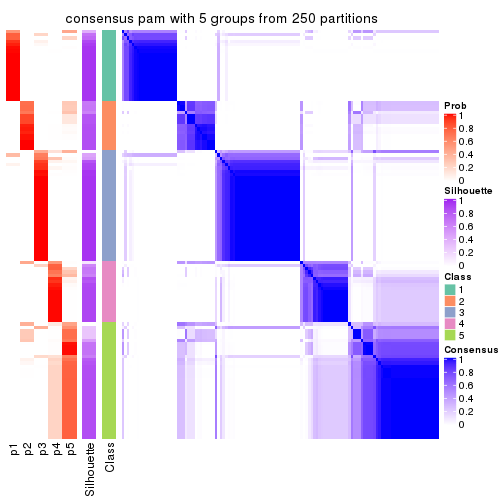 consensus pam with 5 groups from 250 partitions
Prob
1
0.8
0.6
0.4
0.2
0
Silhouette
1
0.8
0.6
0.4
0.2
0
Class
1
2
3
4
5
Consensus
1
0.8
0.6
0.4
0.2
0
p1
p2
p3
p4
p5
Silhouette
Class